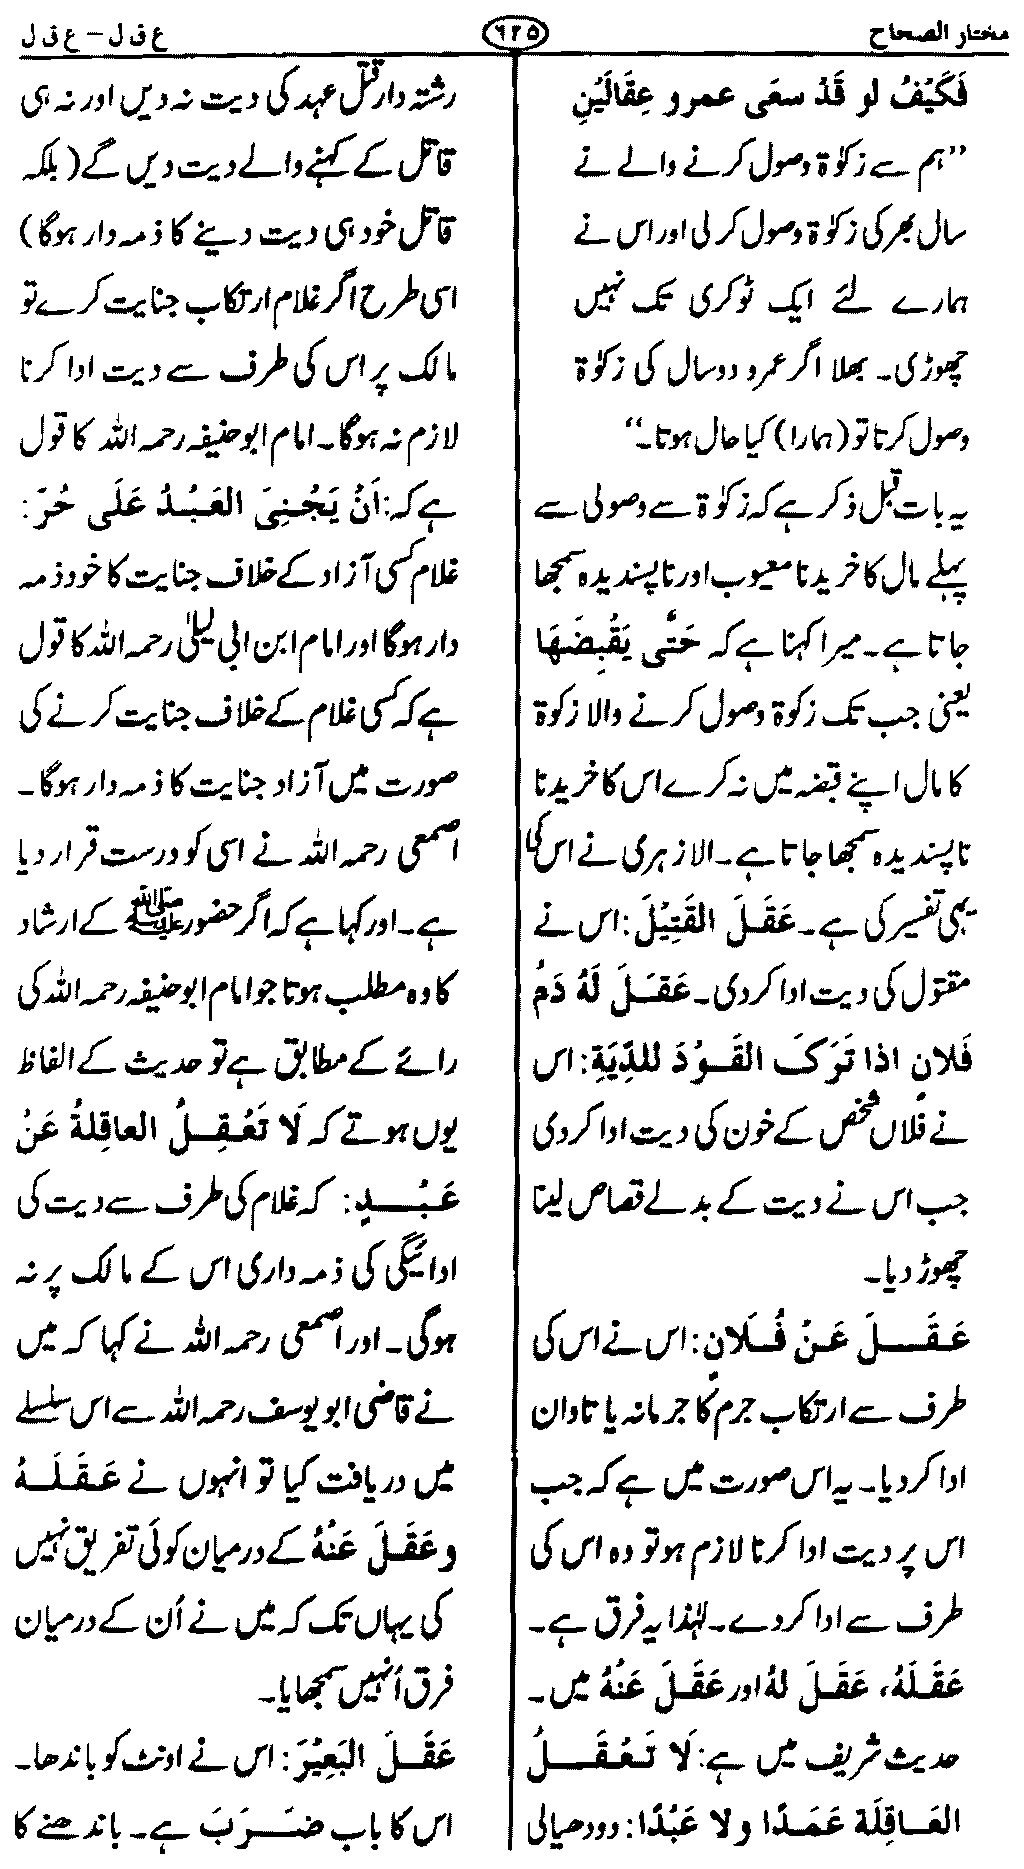 مختار الصحاح
۶۲۵
ع ق ل – ع ق ل
فَكَيْفُ لو قَدْ سعَى عمرو عِقَالَيْنِ
”ہم سے زکوٰۃ وصول کرنے والے نے
سال بھر کی زکوٰۃ وصول کر لی اور اس نے
ہمارے لئے ایک ٹوکری تک نہیں
چھوڑی۔ بھلا اگر عمرو دو سال کی زکوٰۃ
وصول کرتا تو (ہمارا) کیا حال ہوتا۔“
یہ بات قبل ذکر ہے کہ زکوٰۃ سے وصولی سے
پہلے مال کا خریدنا معیوب اور ناپسندیدہ سمجھا
جاتا ہے۔ میرا کہنا ہے کہ حَتّٰى يَقْبِضَهَا
یعنی جب تک زکوۃ وصول کرنے والا زکوۃ
کا مال اپنے قبضہ میں نہ کرے اس کا خریدنا
ناپسندیدہ سمجھا جاتا ہے۔ الازہری نے اس کی
یہی تفسیر کی ہے۔ عَقَلَ القَتِيْلَ: اس نے
مقتول کی دیت ادا کر دی۔ عَقَلَ لَهُ دَمُ
فَلانٍ اذا تَرَكَ القَوْدَ للدِّيَةِ: اس
نے فلاں شخص کے خون کی دیت ادا کر دی
جب اس نے دیت کے بدلے قصاص لینا
چھوڑ دیا۔
عَقَلَ عَنْ فُلَانٍ: اس نے اس کی
طرف سے ارتکاب جرم کا جرمانہ یا تاوان
ادا کر دیا۔ یہ اس صورت میں ہے کہ جب
اس پر دیت ادا کرنا لازم ہو تو وہ اس کی
طرف سے ادا کر دے۔ لہٰذا یہ فرق ہے۔
عَقَلَهُ، عَقَلَ لهُ اور عَقَلَ عَنْهُ میں۔
حدیث شریف میں ہے: لَا تَعْقَلُ
العَاقِلَة عَمَدًا ولا عَبْدًا: دودھیالی
رشتہ دار قتل عہد کی دیت نہ دیں اور نہ ہی
قاتل کے کہنے والے دیت دیں گے (بلکہ
قاتل خود ہی دیت دینے کا ذمہ دار ہوگا)
اسی طرح اگر غلام ارتکاب جنایت کرے تو
مالک پر اس کی طرف سے دیت ادا کرنا
لازم نہ ہوگا۔ امام ابوحنیفہ رحمہ اللہ کا قول
ہے کہ: اَنْ يَجْنِيَ العَبْدُ عَلَى حُرّ:
غلام کسی آزاد کے خلاف جنایت کا خود ذمہ
دار ہوگا اور امام ابن ابی لیلیٰ رحمہ اللہ کا قول
ہے کہ کسی غلام کے خلاف جنایت کرنے کی
صورت میں آزاد جنایت کا ذمہ دار ہوگا۔
اصمعی رحمہ اللہ نے اسی کو درست قرار دیا
ہے۔ اور کہا ہے کہ اگر حضور ﷺ کے ارشاد
کا وہ مطلب ہوتا جو امام ابوحنیفہ رحمہ اللہ کی
رائے کے مطابق ہے تو حدیث کے الفاظ
یوں ہوتے کہ لَا تَعْقِلُ العاقِلةُ عَنْ
عَبْدٍ: کہ غلام کی طرف سے دیت کی
ادائیگی کی ذمہ داری اس کے مالک پر نہ
ہوگی۔ اور اصمعی رحمہ اللہ نے کہا کہ میں
نے قاضی ابو یوسف رحمہ اللہ سے اس سلسلے
میں دریافت کیا تو انہوں نے عَقَلَهُ
و عَقَلَ عَنْهُ کے درمیان کوئی تفریق نہیں
کی یہاں تک کہ میں نے اُن کے درمیان
فرق اُنہیں سمجھایا۔
عَقَلَ البَعِيْرَ: اس نے اونٹ کو باندھا۔
اس کا باب ضَرَبَ ہے۔ باندھنے کا